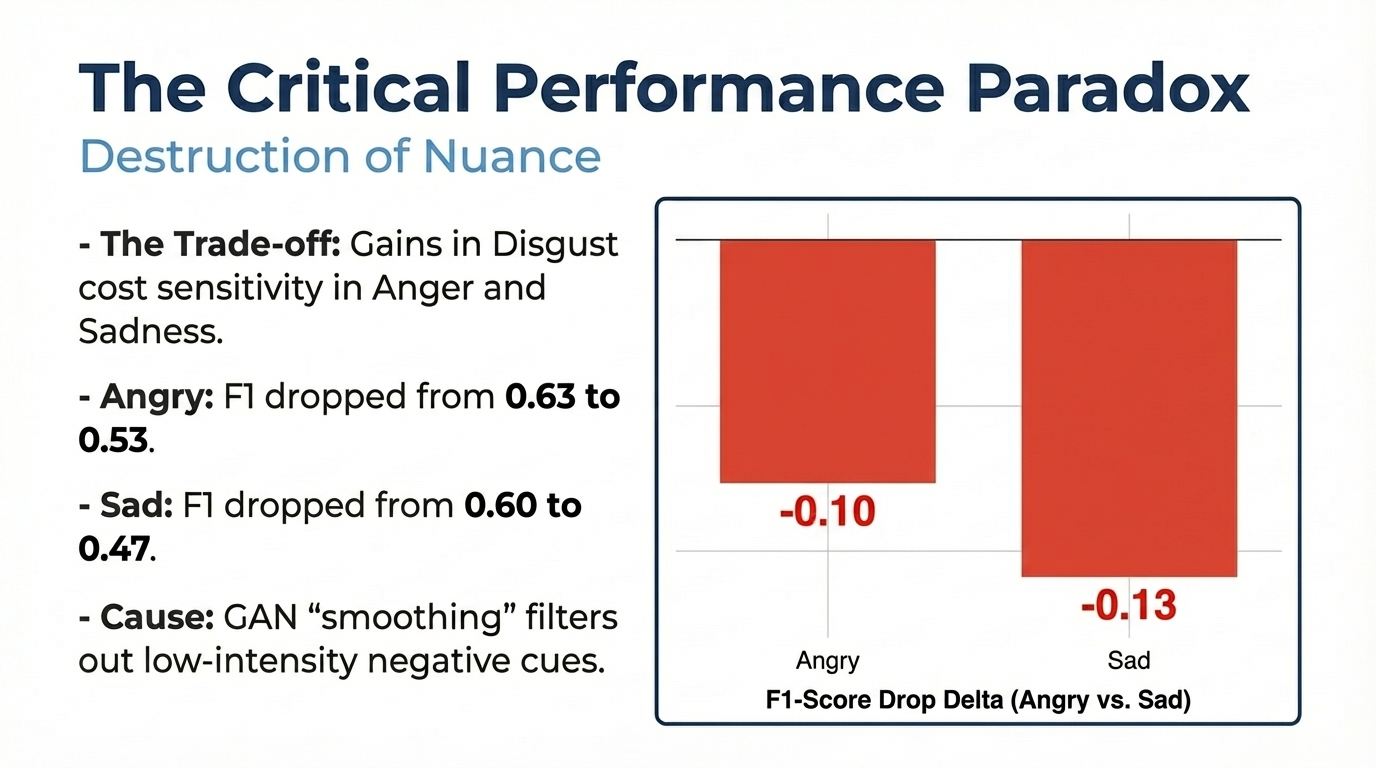 The Critical Performance Paradox
Destruction of Nuance
- The Trade-off: Gains in Disgust
cost sensitivity in Anger and
Sadness.
- Angry: F1 dropped from 0.63 to
0.53.
- Sad: F1 dropped from 0.60 to
0.47.
- Cause: GAN “smoothing” filters
out low-intensity negative cues.
-0.10
-0.13
Angry
Sad
F1-Score Drop Delta (Angry vs. Sad)